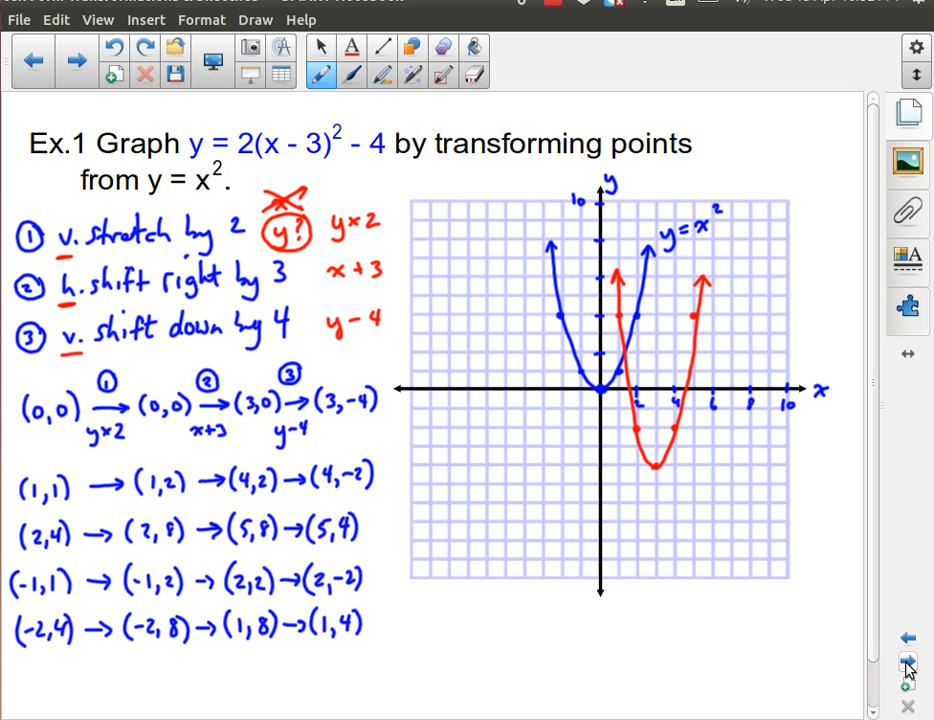 File Edit View Insert Format Draw Help
Ex.1 Graph y = 2(x - 3)² - 4 by transforming points
from y = x².
① v. stretch by 2 x y? y×2
② h. shift right by 3 x+3
③ v. shift down by 4 y-4
① ② ③
(0,0) → (0,0) → (3,0) → (3,-4)
y×2 x+3 y-4
(1,1) → (1,2) → (4,2) → (4,-2)
(2,4) → (2,8) → (5,8) → (5,4)
(-1,1) → (-1,2) → (2,2) → (2,-2)
(-2,4) → (-2,8) → (1,8) → (1,4)
y
10
y=x²
x
2 4 6 8 10